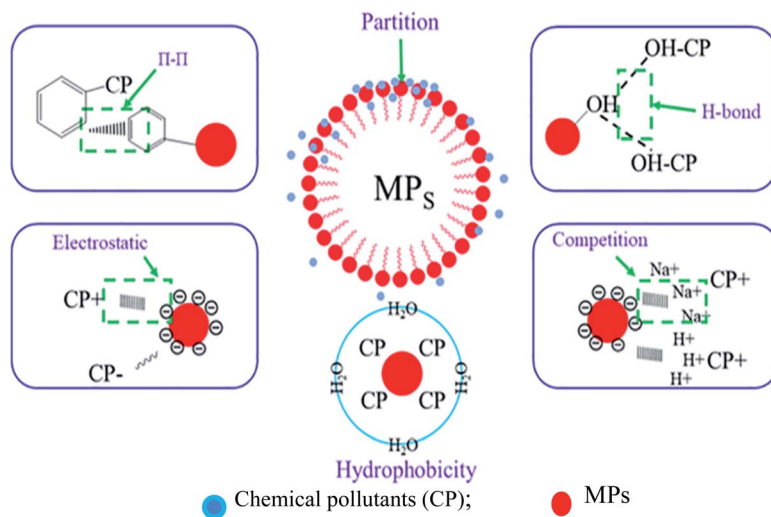 Partition
Π-Π
CP
OH-CP
OH
H-bond
OH-CP
MPS
Electrostatic
CP+
CP-
Competition
Na+
CP+
Na+
Na+
H+
H+ CP+
H+
H₂O
CP CP
H₂O
H₂O
CP CP
H₂O
Hydrophobicity
Chemical pollutants (CP); MPs